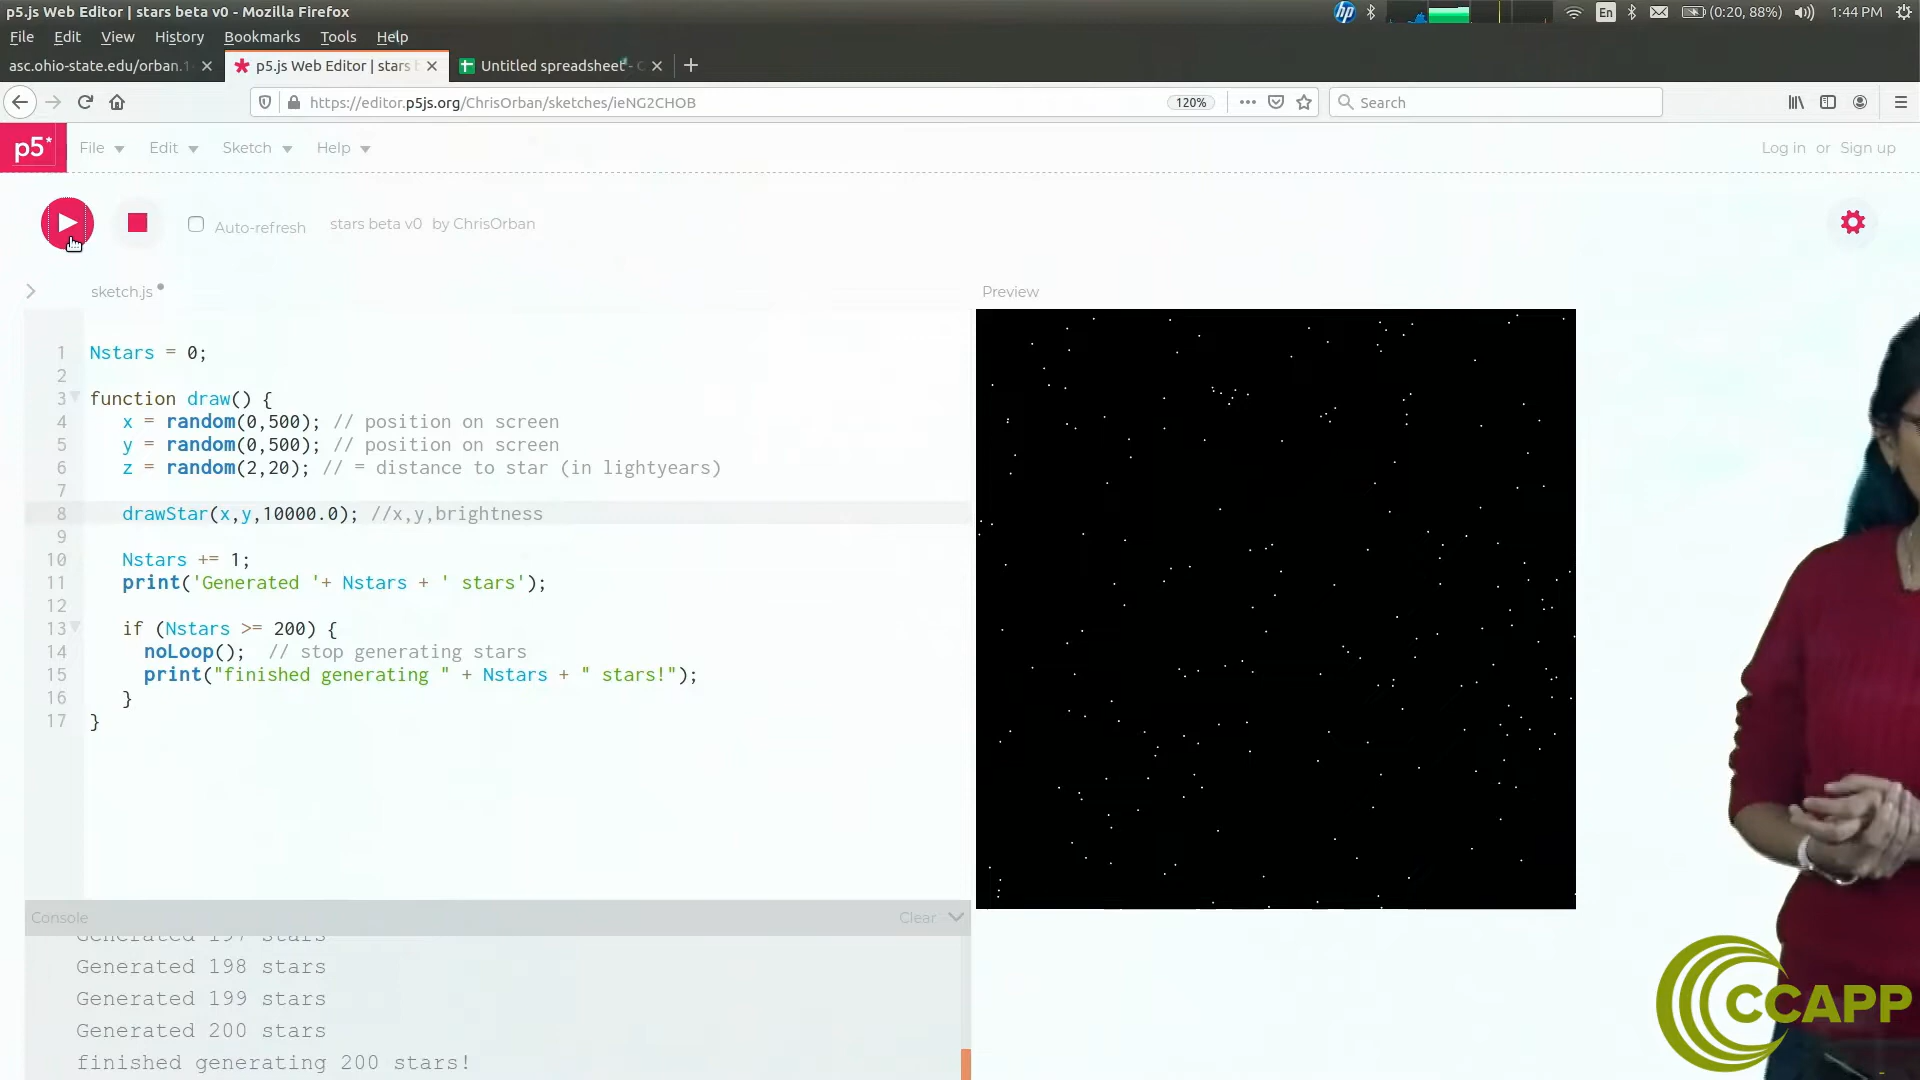 p5.js Web Editor | stars beta v0 - Mozilla Firefox
hp En (0:20, 88%) 1:44 PM
File Edit View History Bookmarks Tools Help
asc.ohio-state.edu/orban.1
p5.js Web Editor | stars
Untitled spreadsheet -
https://editor.p5js.org/ChrisOrban/sketches/ieNG2CHOB
120%
Search
p5*
File Edit Sketch Help
Log in or Sign up
Auto-refresh
stars beta v0 by ChrisOrban
sketch.js
Preview
1 Nstars = 0;
2
3 function draw() {
4 x = random(0,500); // position on screen
5 y = random(0,500); // position on screen
6 z = random(2,20); // = distance to star (in lightyears)
7
8 drawStar(x,y,10000.0); //x,y,brightness
9
10 Nstars += 1;
11 print('Generated '+ Nstars + ' stars');
12
13 if (Nstars >= 200) {
14 noLoop(); // stop generating stars
15 print("finished generating " + Nstars + " stars!");
16 }
17 }
Console
Clear
Generated 197 stars
Generated 198 stars
Generated 199 stars
Generated 200 stars
finished generating 200 stars!
CCAPP